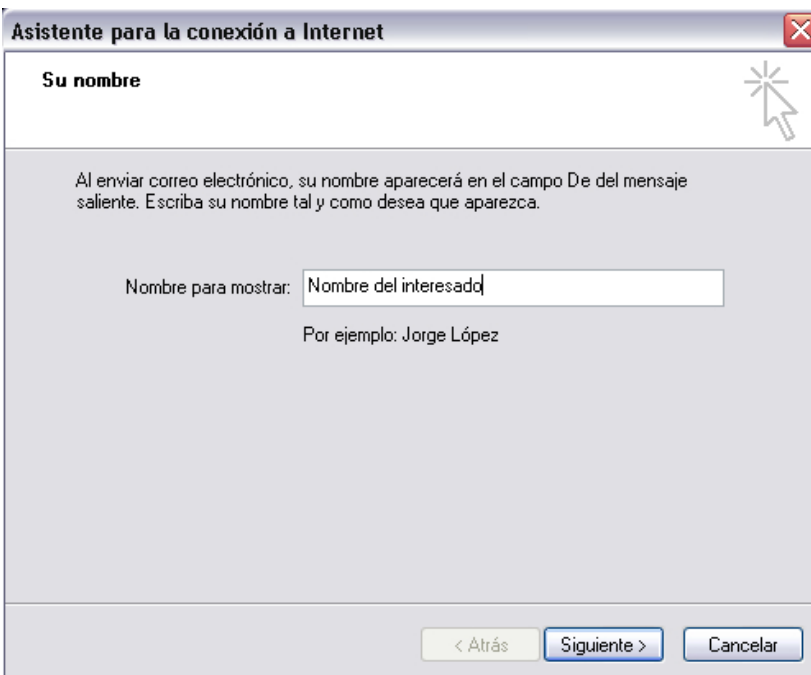 Asistente para la conexión a Internet
Su nombre
Al enviar correo electrónico, su nombre aparecerá en el campo De del mensaje
saliente. Escriba su nombre tal y como desea que aparezca.
Nombre para mostrar: Nombre del interesado
Por ejemplo: Jorge López
< Atrás Siguiente > Cancelar